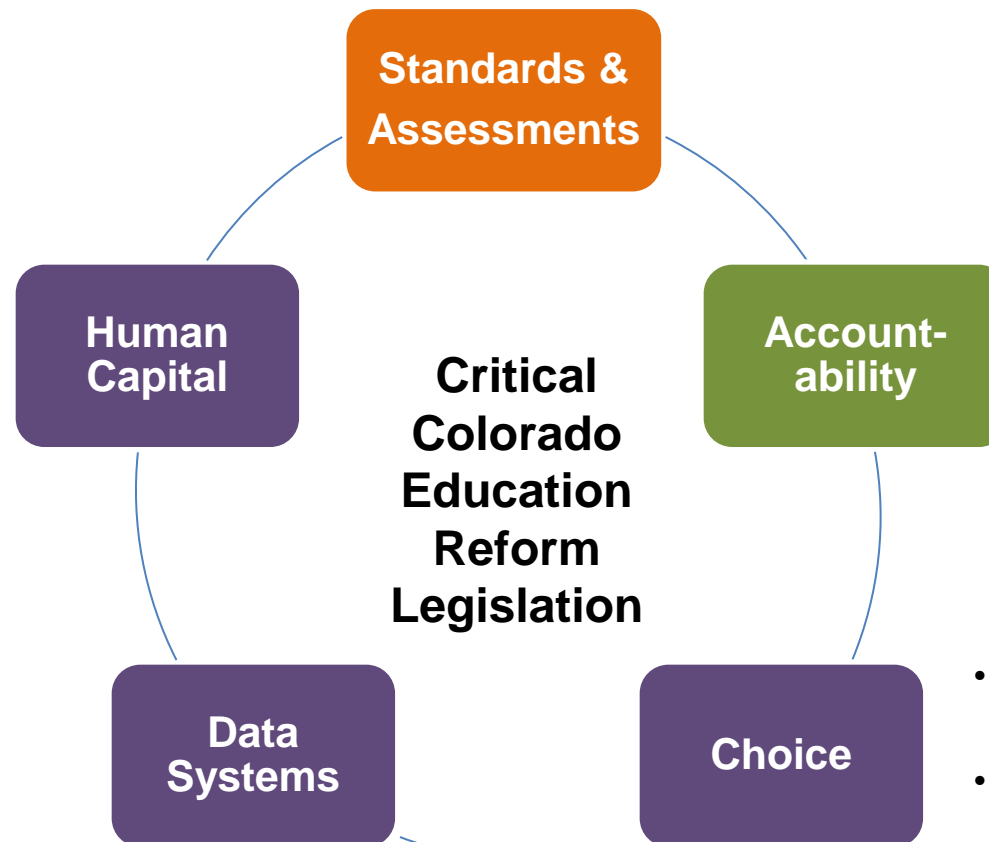 Standards &
Assessments
Human
Capital
Account-
ability
Critical
Colorado
Education
Reform
Legislation
Data
Systems
Choice
•
•